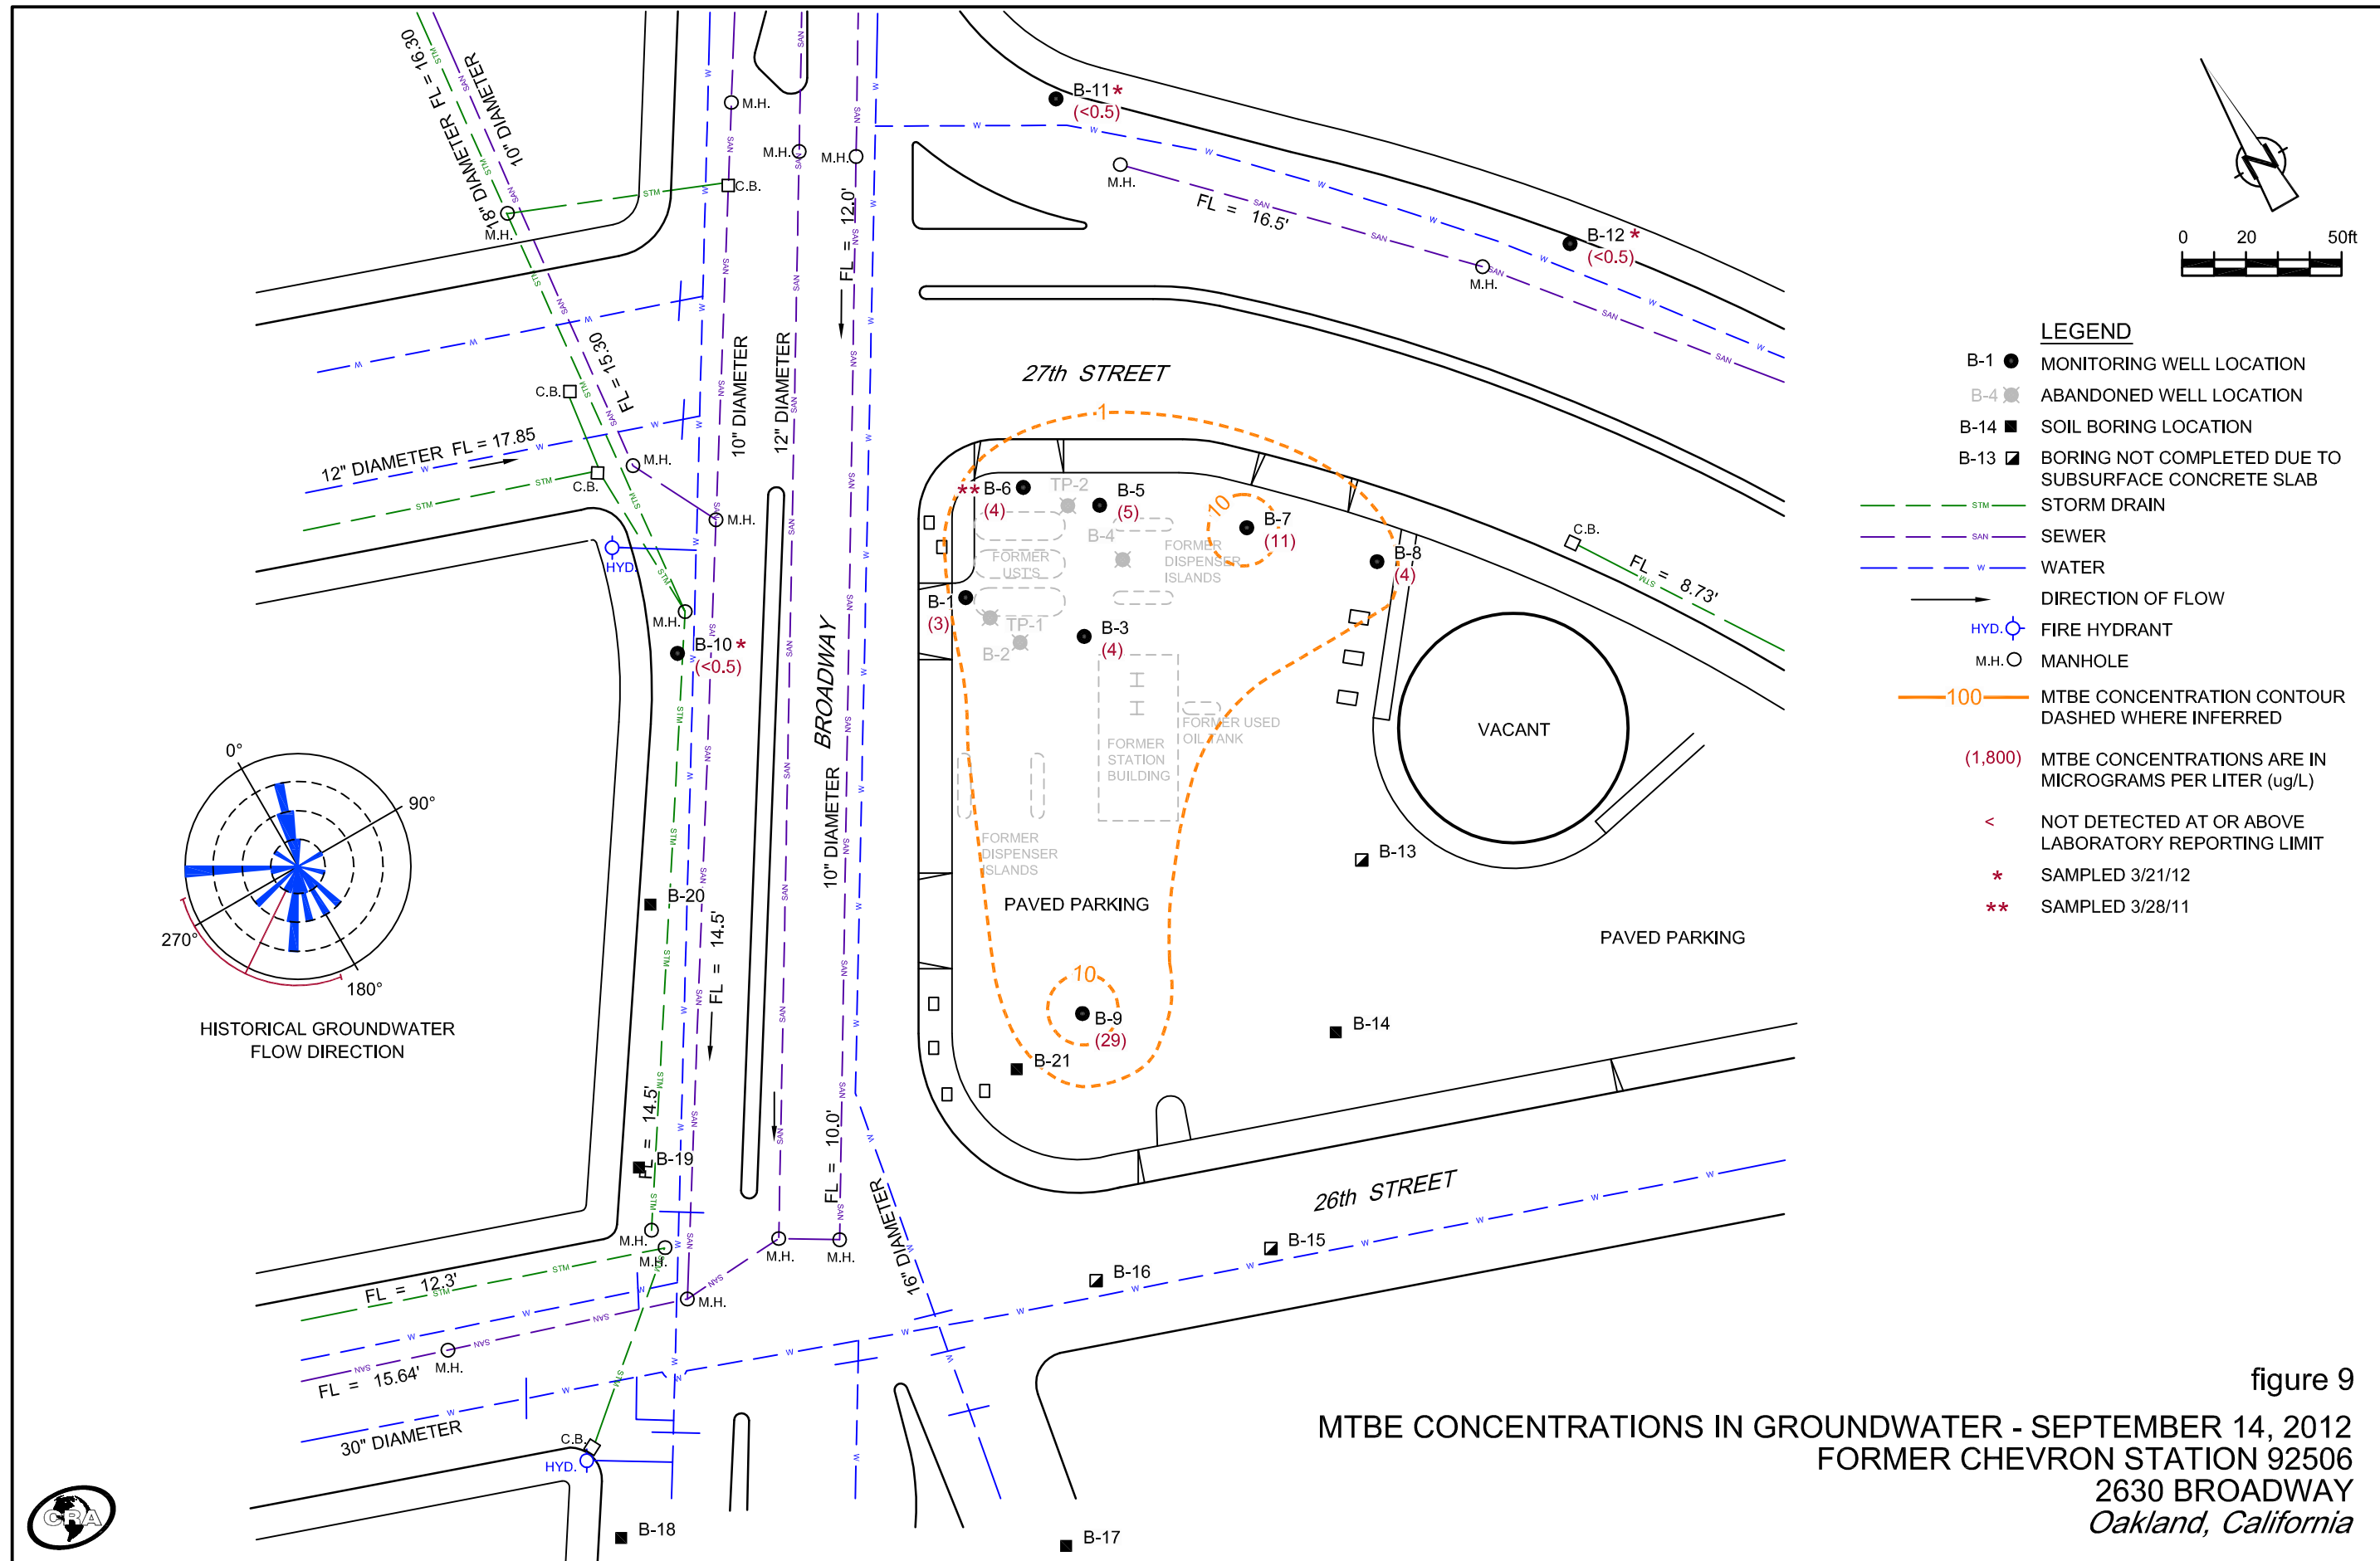 18" DIAMETER  FL = 16.30
10" DIAMETER
M.H.
C.B.
M.H.
M.H.
M.H.
FL = 12.0'
B-11 *
(<0.5)
M.H.
FL = 16.5'
B-12 *
(<0.5)
M.H.
N
0 20 50ft
27th STREET
FL = 15.30
C.B.
12" DIAMETER FL = 17.85
C.B.
M.H.
M.H.
10" DIAMETER
12" DIAMETER
HYD.
M.H.
B-10 *
(<0.5)
BROADWAY
10" DIAMETER
1
** B-6
(4)
TP-2
B-5
(5)
10
B-7
(11)
B-8
(4)
B-4
FORMER
UST'S
FORMER
DISPENSER
ISLANDS
B-1
(3)
TP-1
B-2
B-3
(4)
FORMER USED
OIL TANK
FORMER
STATION
BUILDING
FORMER
DISPENSER
ISLANDS
PAVED PARKING
10
B-9
(29)
B-21
C.B.
FL = 8.73'
STM
VACANT
B-13
PAVED PARKING
B-14
0°
90°
180°
270°
HISTORICAL GROUNDWATER
FLOW DIRECTION
B-20
FL = 14.5'
FL = 14.5'
B-19
FL = 10.0'
16" DIAMETER
M.H.
M.H.
M.H.
M.H.
M.H.
FL = 12.3'
STM
SAN
W
M.H.
FL = 15.64'
30" DIAMETER
C.B.
HYD.
B-18
B-17
26th STREET
B-15
B-16
LEGEND
B-1 MONITORING WELL LOCATION
B-4 ABANDONED WELL LOCATION
B-14 SOIL BORING LOCATION
B-13 BORING NOT COMPLETED DUE TO
SUBSURFACE CONCRETE SLAB
STM STORM DRAIN
SAN SEWER
W WATER
DIRECTION OF FLOW
HYD. FIRE HYDRANT
M.H. MANHOLE
100 MTBE CONCENTRATION CONTOUR
DASHED WHERE INFERRED
(1,800) MTBE CONCENTRATIONS ARE IN
MICROGRAMS PER LITER (ug/L)
< NOT DETECTED AT OR ABOVE
LABORATORY REPORTING LIMIT
* SAMPLED 3/21/12
** SAMPLED 3/28/11
figure 9
MTBE CONCENTRATIONS IN GROUNDWATER - SEPTEMBER 14, 2012
FORMER CHEVRON STATION 92506
2630 BROADWAY
Oakland, California
CRA